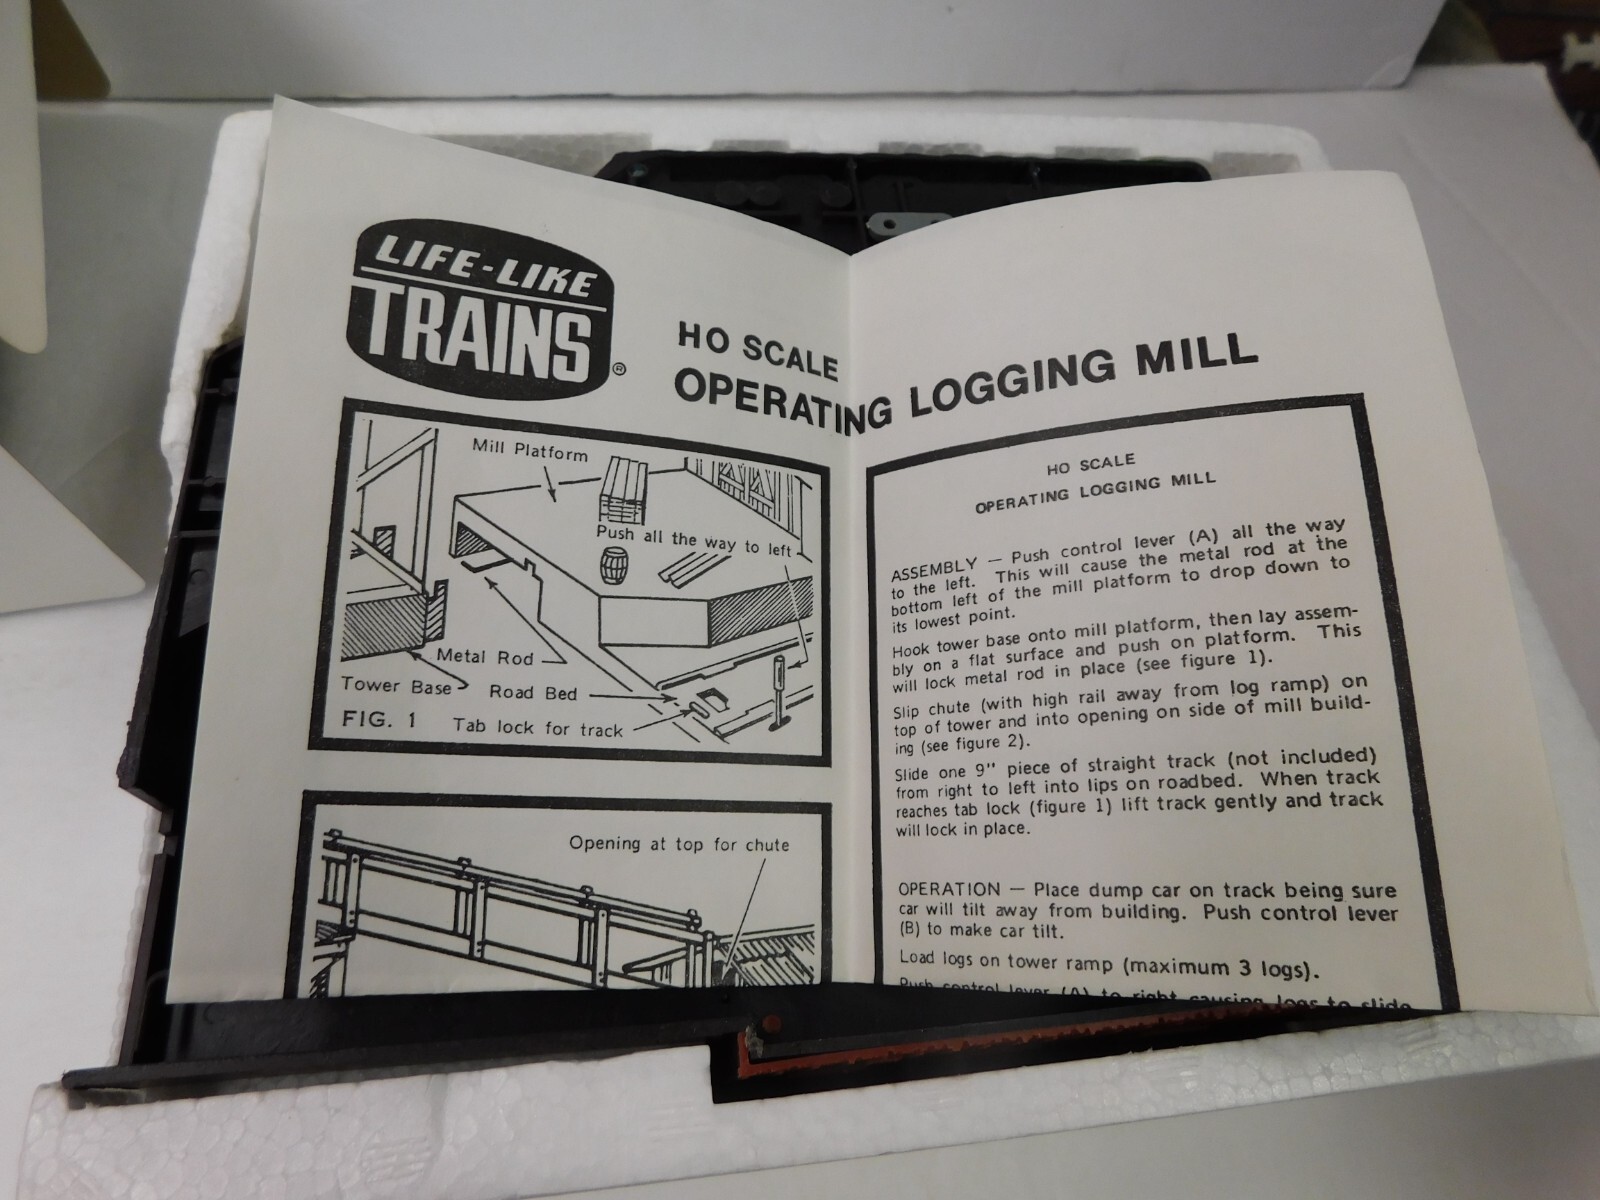 LIFE-LIKE
TRAINS
®
HO SCALE
OPERATING LOGGING MILL
Mill Platform
Push all the way to left
Metal Rod
Tower Base
Road Bed
FIG. 1
Tab lock for track
Opening at top for chute
HO SCALE
OPERATING LOGGING MILL
ASSEMBLY — Push control lever (A) all the way
to the left. This will cause the metal rod at the
bottom left of the mill platform to drop down to
its lowest point.
Hook tower base onto mill platform, then lay assem-
bly on a flat surface and push on platform. This
will lock metal rod in place (see figure 1).
Slip chute (with high rail away from log ramp) on
top of tower and into opening on side of mill build-
ing (see figure 2).
Slide one 9" piece of straight track (not included)
from right to left into lips on roadbed. When track
reaches tab lock (figure 1) lift track gently and track
will lock in place.
OPERATION — Place dump car on track being sure
car will tilt away from building. Push control lever
(B) to make car tilt.
Load logs on tower ramp (maximum 3 logs).
Push control lever (A) to right causing logs to slide